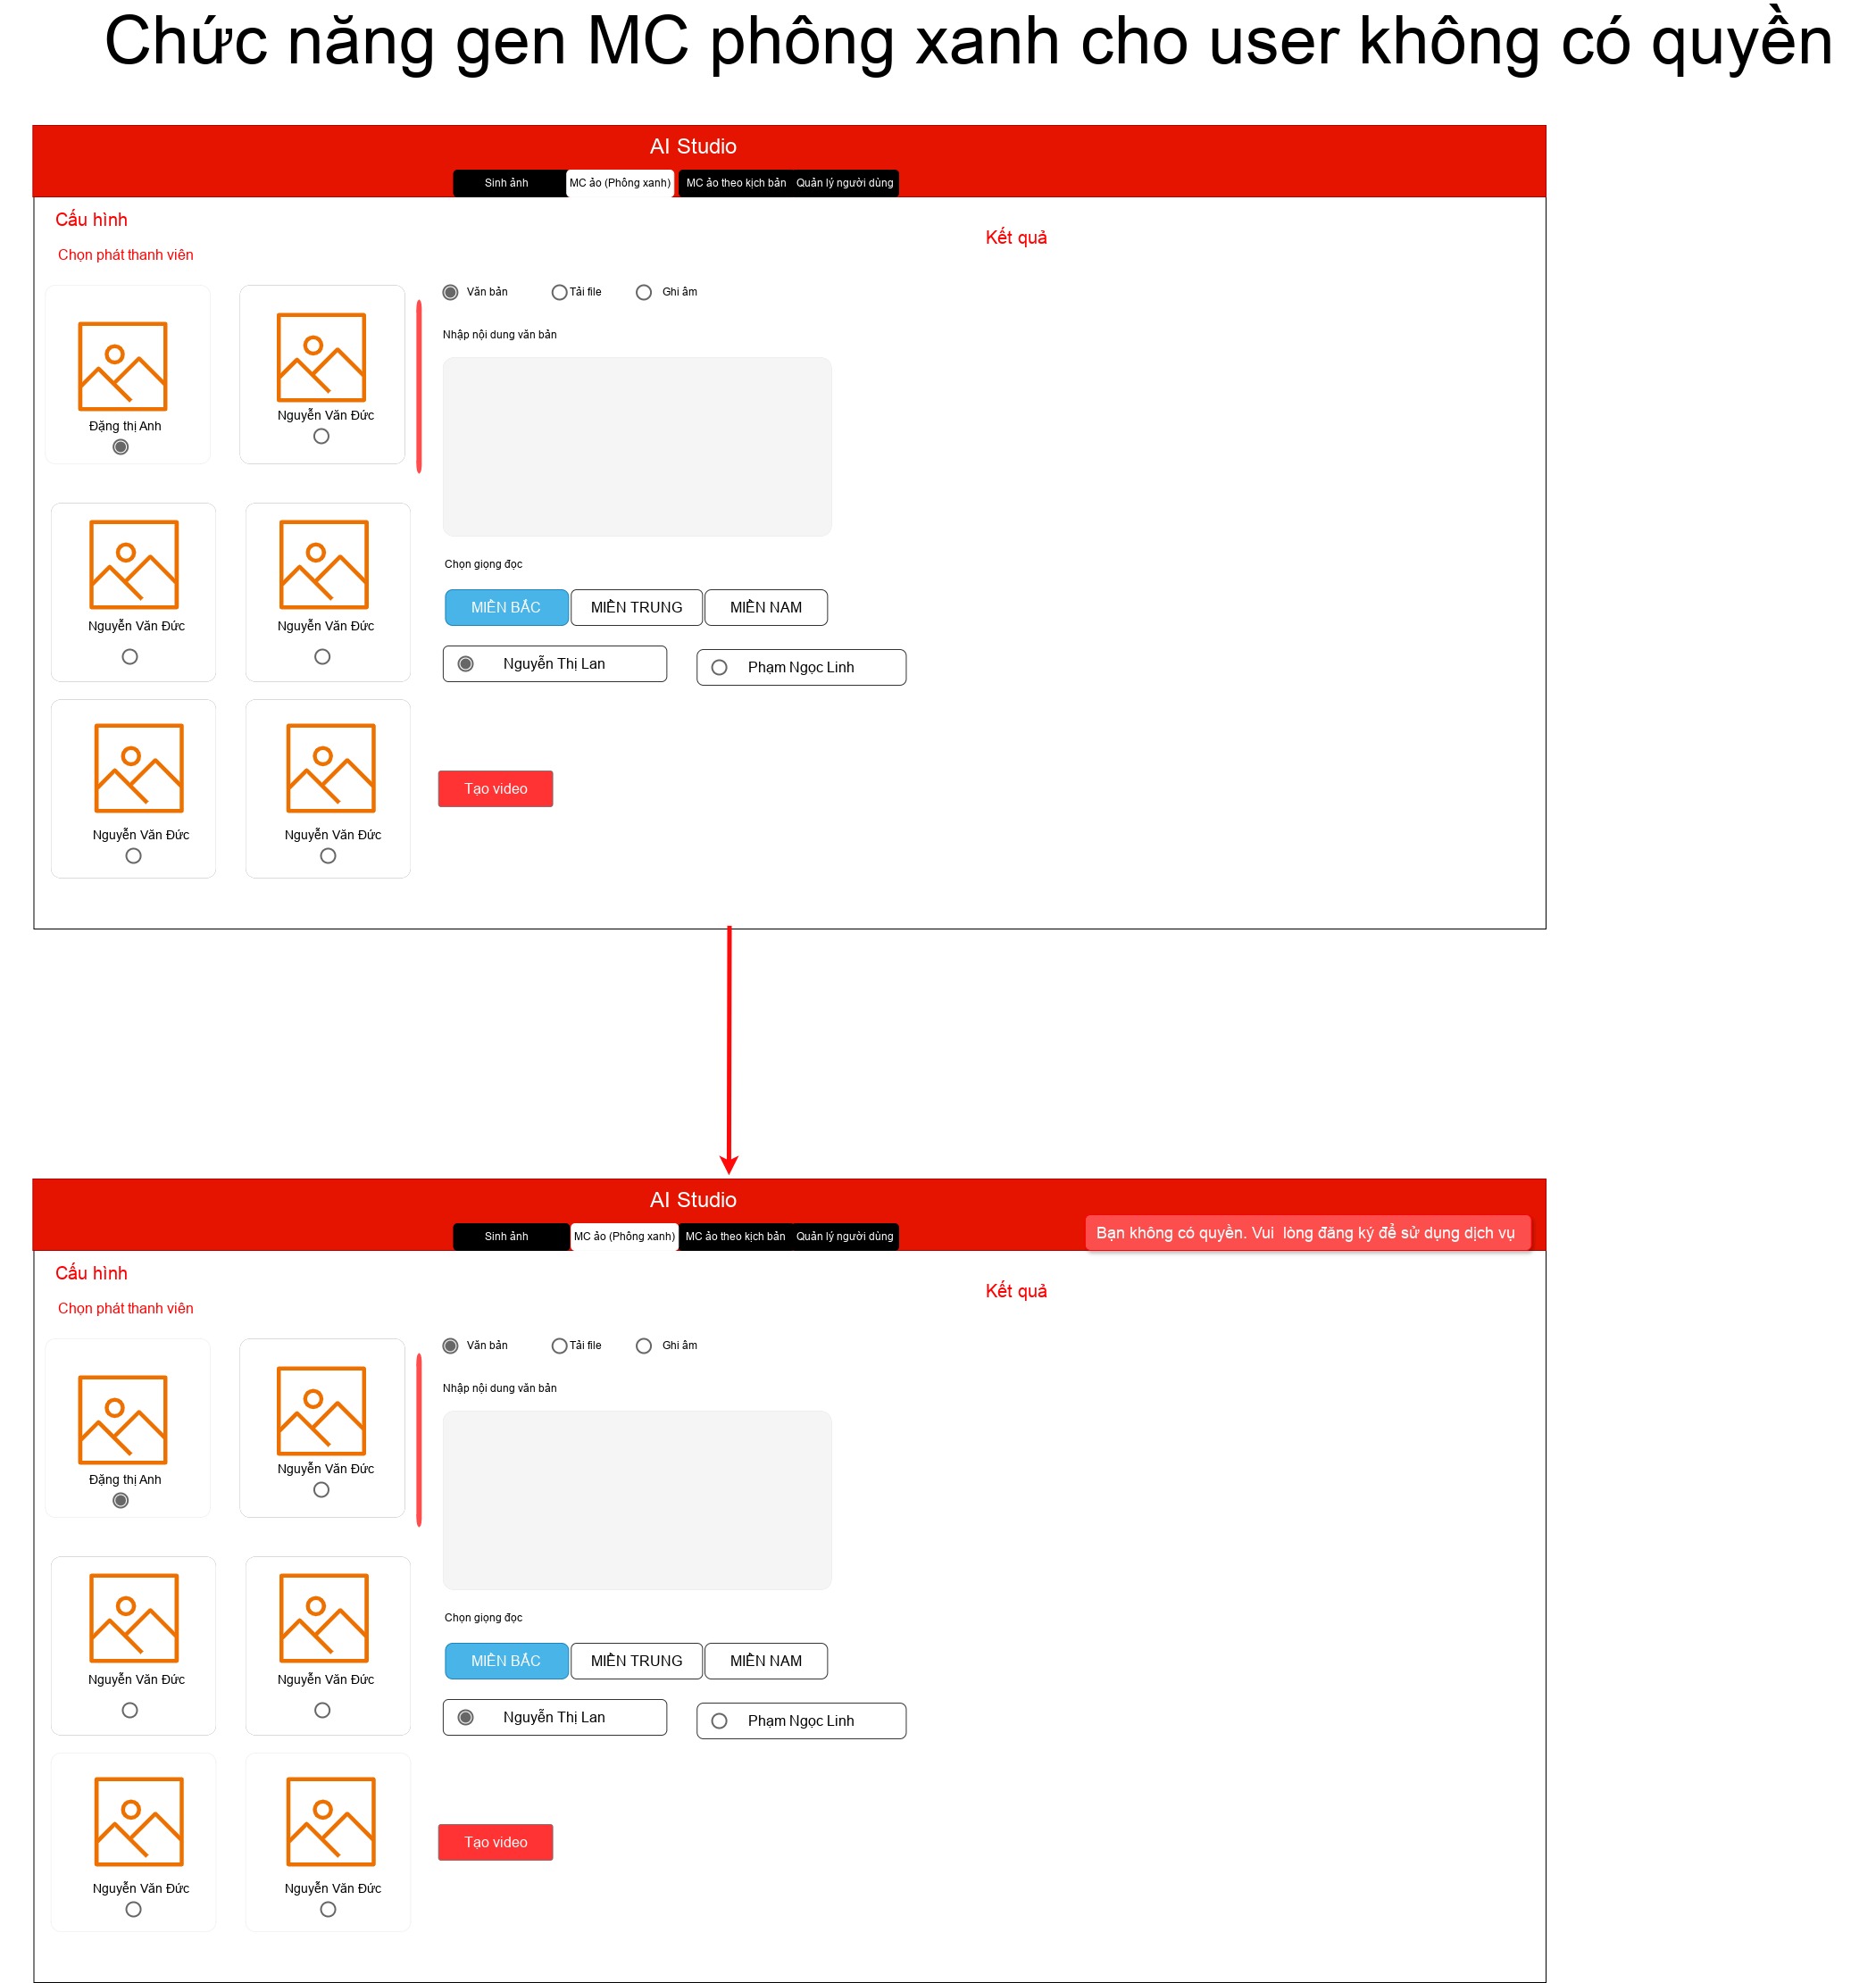 Chức năng gen MC phông xanh cho user không có quyền
AI Studio
Sinh ảnh
MC ảo (Phông xanh)
MC ảo theo kịch bản
Quản lý người dùng
Cấu hình
Kết quả
Chọn phát thanh viên
Văn bản
Tải file
Ghi âm
Nhập nội dung văn bản
Đặng thị Anh
Nguyễn Văn Đức
Chọn giọng đọc
MIỀN BẮC
MIỀN TRUNG
MIỀN NAM
Nguyễn Văn Đức
Nguyễn Văn Đức
Nguyễn Thị Lan
Phạm Ngọc Linh
Tạo video
Nguyễn Văn Đức
Nguyễn Văn Đức
AI Studio
Sinh ảnh
MC ảo (Phông xanh)
MC ảo theo kịch bản
Quản lý người dùng
Bạn không có quyền. Vui lòng đăng ký để sử dụng dịch vụ
Cấu hình
Kết quả
Chọn phát thanh viên
Văn bản
Tải file
Ghi âm
Nhập nội dung văn bản
Đặng thị Anh
Nguyễn Văn Đức
Chọn giọng đọc
MIỀN BẮC
MIỀN TRUNG
MIỀN NAM
Nguyễn Văn Đức
Nguyễn Văn Đức
Nguyễn Thị Lan
Phạm Ngọc Linh
Tạo video
Nguyễn Văn Đức
Nguyễn Văn Đức